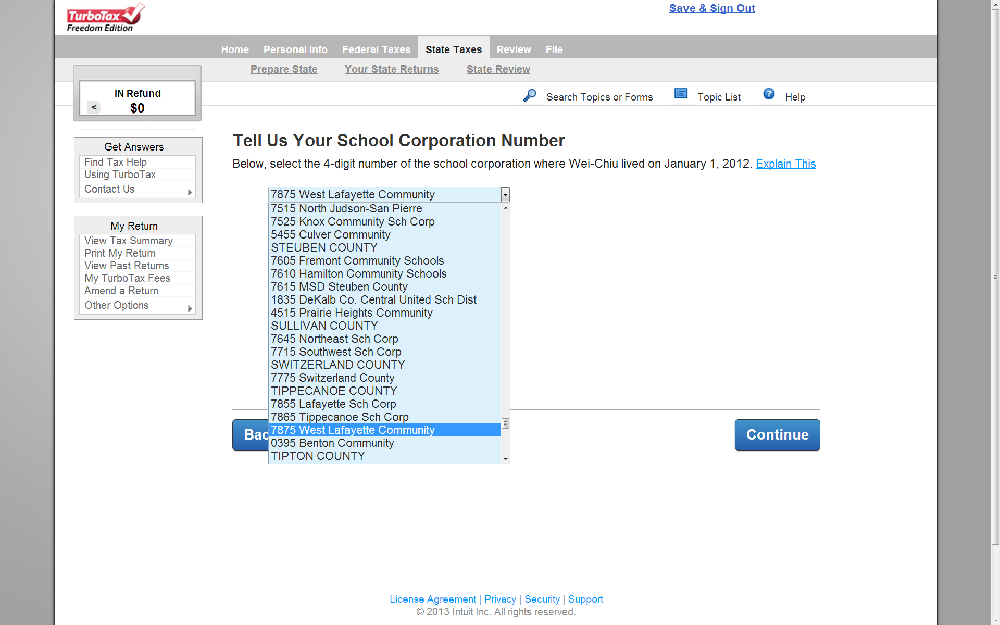 TurboTax
Freedom Edition
Save & Sign Out
Home Personal Info Federal Taxes State Taxes Review File
Prepare State Your State Returns State Review
IN Refund
< $0
Search Topics or Forms Topic List ? Help
Get Answers
Find Tax Help
Using TurboTax
Contact Us
My Return
View Tax Summary
Print My Return
View Past Returns
My TurboTax Fees
Amend a Return
Other Options
Tell Us Your School Corporation Number
Below, select the 4-digit number of the school corporation where Wei-Chiu lived on January 1, 2012. Explain This
7875 West Lafayette Community
7515 North Judson-San Pierre
7525 Knox Community Sch Corp
5455 Culver Community
STEUBEN COUNTY
7605 Fremont Community Schools
7610 Hamilton Community Schools
7615 MSD Steuben County
1835 DeKalb Co. Central United Sch Dist
4515 Prairie Heights Community
SULLIVAN COUNTY
7645 Northeast Sch Corp
7715 Southwest Sch Corp
SWITZERLAND COUNTY
7775 Switzerland County
TIPPECANOE COUNTY
7855 Lafayette Sch Corp
7865 Tippecanoe Sch Corp
7875 West Lafayette Community
0395 Benton Community
TIPTON COUNTY
Bac
Continue
License Agreement | Privacy | Security | Support
© 2013 Intuit Inc. All rights reserved.